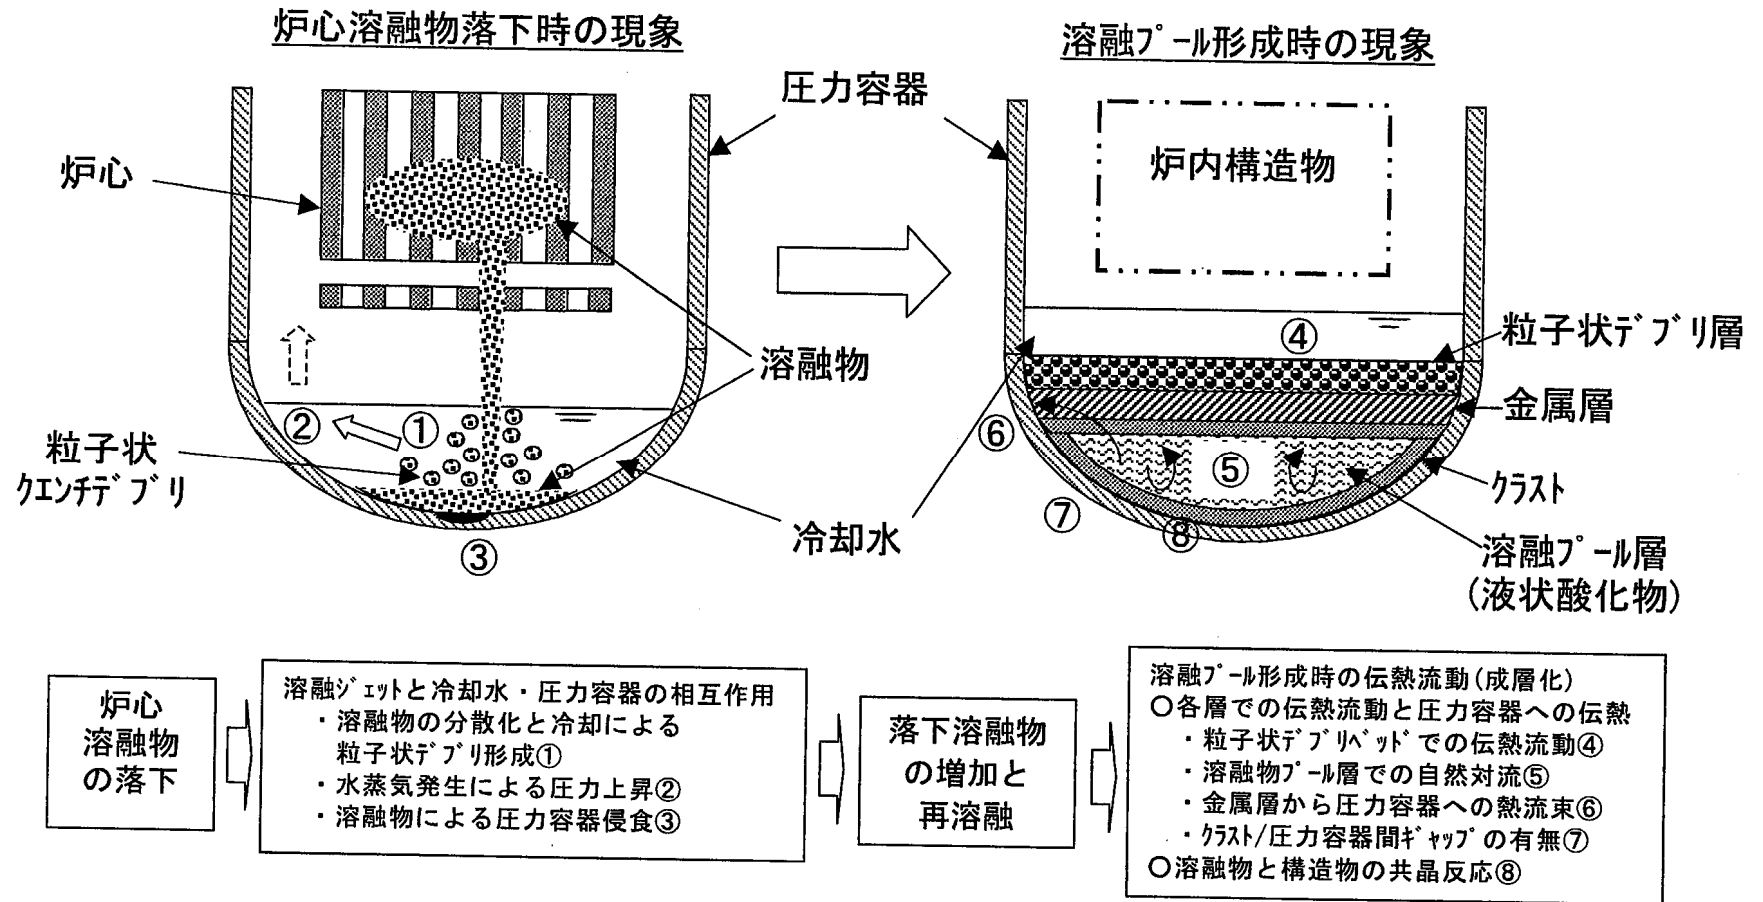 炉心溶融物落下時の現象
溶融ﾌﾟｰﾙ形成時の現象
圧力容器
炉心
炉内構造物
④
粒子状ﾃﾞﾌﾞﾘ層
溶融物
金属層
②
①
粒子状
ｸｴﾝﾁﾃﾞﾌﾞﾘ
⑥
⑤
ｸﾗｽﾄ
⑦
⑧
冷却水
③
溶融ﾌﾟｰﾙ層
(液状酸化物)
炉心
溶融物
の落下
溶融ｼﾞｪｯﾄと冷却水・圧力容器の相互作用
・溶融物の分散化と冷却による
粒子状ﾃﾞﾌﾞﾘ形成①
・水蒸気発生による圧力上昇②
・溶融物による圧力容器侵食③
落下溶融物
の増加と
再溶融
溶融ﾌﾟｰﾙ形成時の伝熱流動(成層化)
○各層での伝熱流動と圧力容器への伝熱
・粒子状ﾃﾞﾌﾞﾘﾍﾞｯﾄﾞでの伝熱流動④
・溶融物ﾌﾟｰﾙ層での自然対流⑤
・金属層から圧力容器への熱流束⑥
・ｸﾗｽﾄ/圧力容器間ｷﾞｬｯﾌﾟの有無⑦
○溶融物と構造物の共晶反応⑧